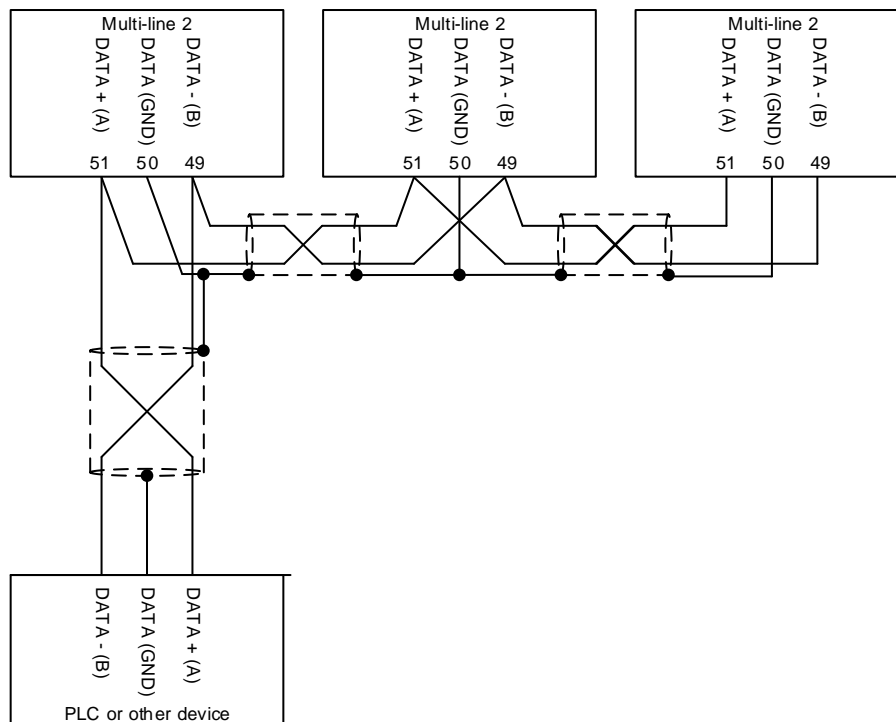 Multi-line 2
DATA + (A)
DATA (GND)
DATA - (B)
51
50
49
Multi-line 2
DATA + (A)
DATA (GND)
DATA - (B)
51
50
49
Multi-line 2
DATA + (A)
DATA (GND)
DATA - (B)
51
50
49
DATA - (B)
DATA (GND)
DATA + (A)
PLC or other device